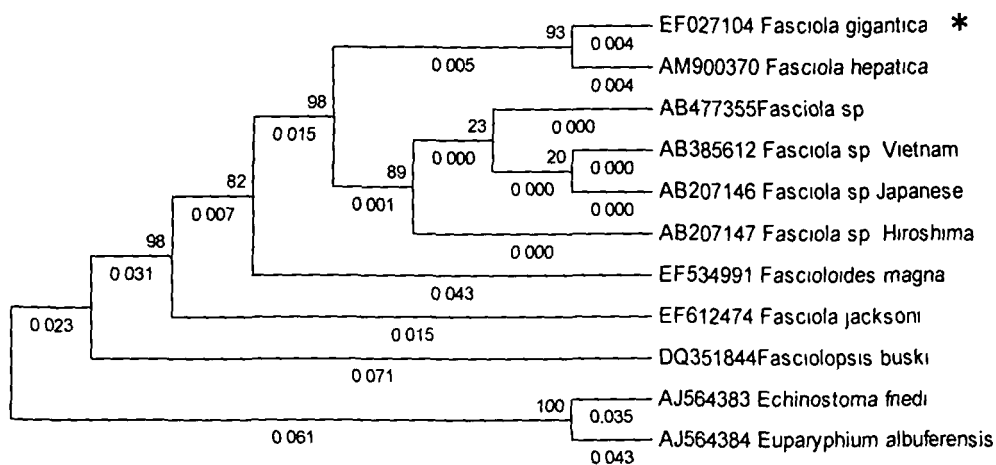 93
EF027104 Fasciola gigantica *
0 004
0 005
AM900370 Fasciola hepatica
0 004
98
AB477355Fasciola sp
0 015
23
0 000
0 000
20
AB385612 Fasciola sp Vietnam
0 000
89
0 000
AB207146 Fasciola sp Japanese
0 000
82
0 001
0 007
AB207147 Fasciola sp Hiroshima
0 000
98
0 031
EF534991 Fascioloides magna
0 043
0 023
EF612474 Fasciola jacksoni
0 015
DQ351844Fasciolopsis buski
0 071
100
AJ564383 Echinostoma friedi
0.035
0 061
AJ564384 Euparyphium albuferensis
0 043